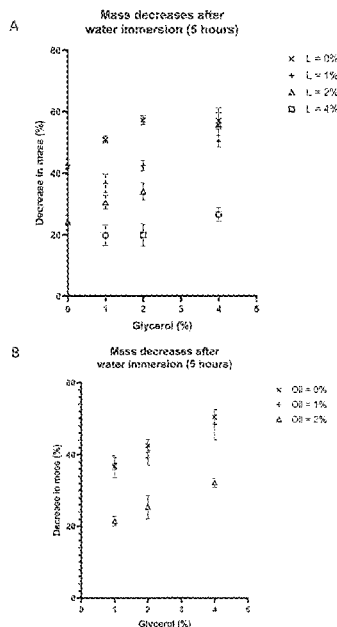 A
Mass decreases after
water immersion (5 hours)
Decrease in mass (%)
80
60
40
20
0
0 1 2 3 4 5
Glycerol (%)
L = 0%
L = 1%
L = 2%
L = 4%
B
Mass decreases after
water immersion (5 hours)
Decrease in mass (%)
60
40
20
0
0 1 2 3 4 5
Glycerol (%)
Oil = 0%
Oil = 1%
Oil = 2%